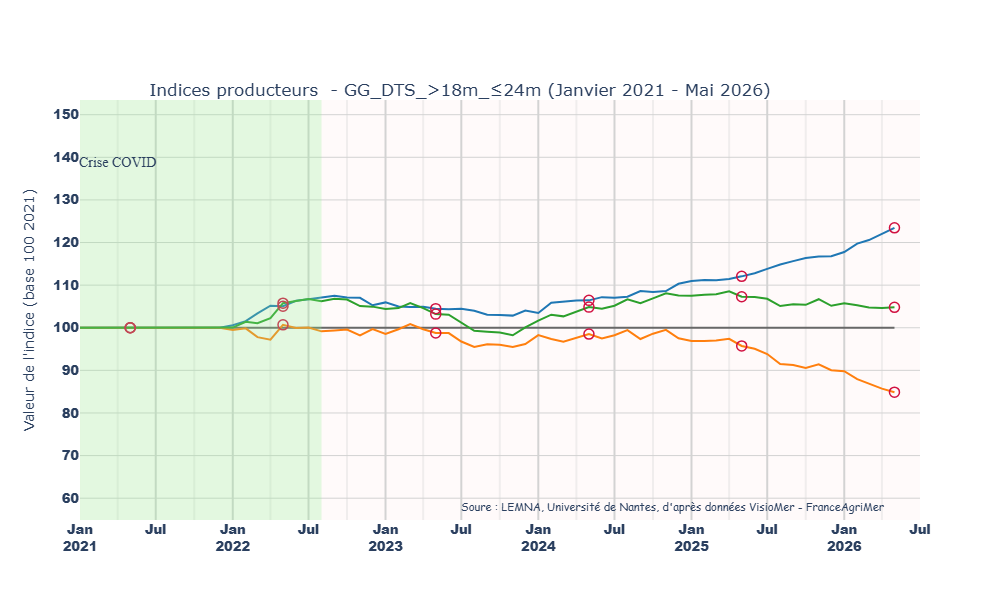 Indices producteurs - GG_DTS_>18m_≤24m (Janvier 2021 - Mai 2026)
Valeur de l'indice (base 100 2021)
150
140
130
120
110
100
90
80
70
60
Crise COVID
Soure : LEMNA, Université de Nantes, d'après données VisioMer - FranceAgriMer
Jan Jul Jan Jul Jan Jul Jan Jul Jan Jul Jan Jul
2021 2022 2023 2024 2025 2026